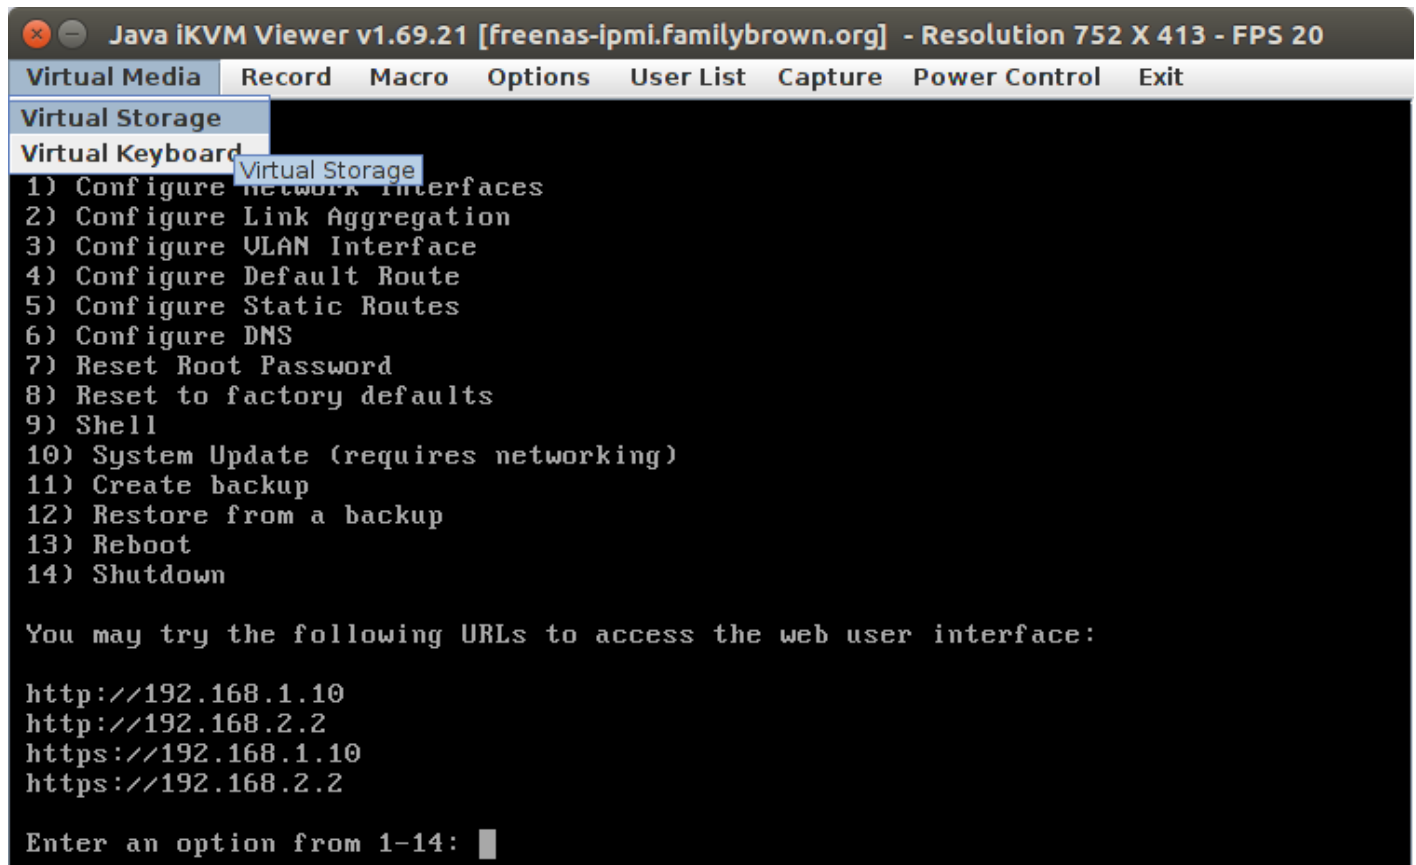 Java iKVM Viewer v1.69.21 [freenas-ipmi.familybrown.org] - Resolution 752 X 413 - FPS 20
Virtual Media Record Macro Options User List Capture Power Control Exit
Virtual Storage
Virtual Keyboard
Virtual Storage
1) Configure Network Interfaces
2) Configure Link Aggregation
3) Configure VLAN Interface
4) Configure Default Route
5) Configure Static Routes
6) Configure DNS
7) Reset Root Password
8) Reset to factory defaults
9) Shell
10) System Update (requires networking)
11) Create backup
12) Restore from a backup
13) Reboot
14) Shutdown
You may try the following URLs to access the web user interface:
http://192.168.1.10
http://192.168.2.2
https://192.168.1.10
https://192.168.2.2
Enter an option from 1-14: